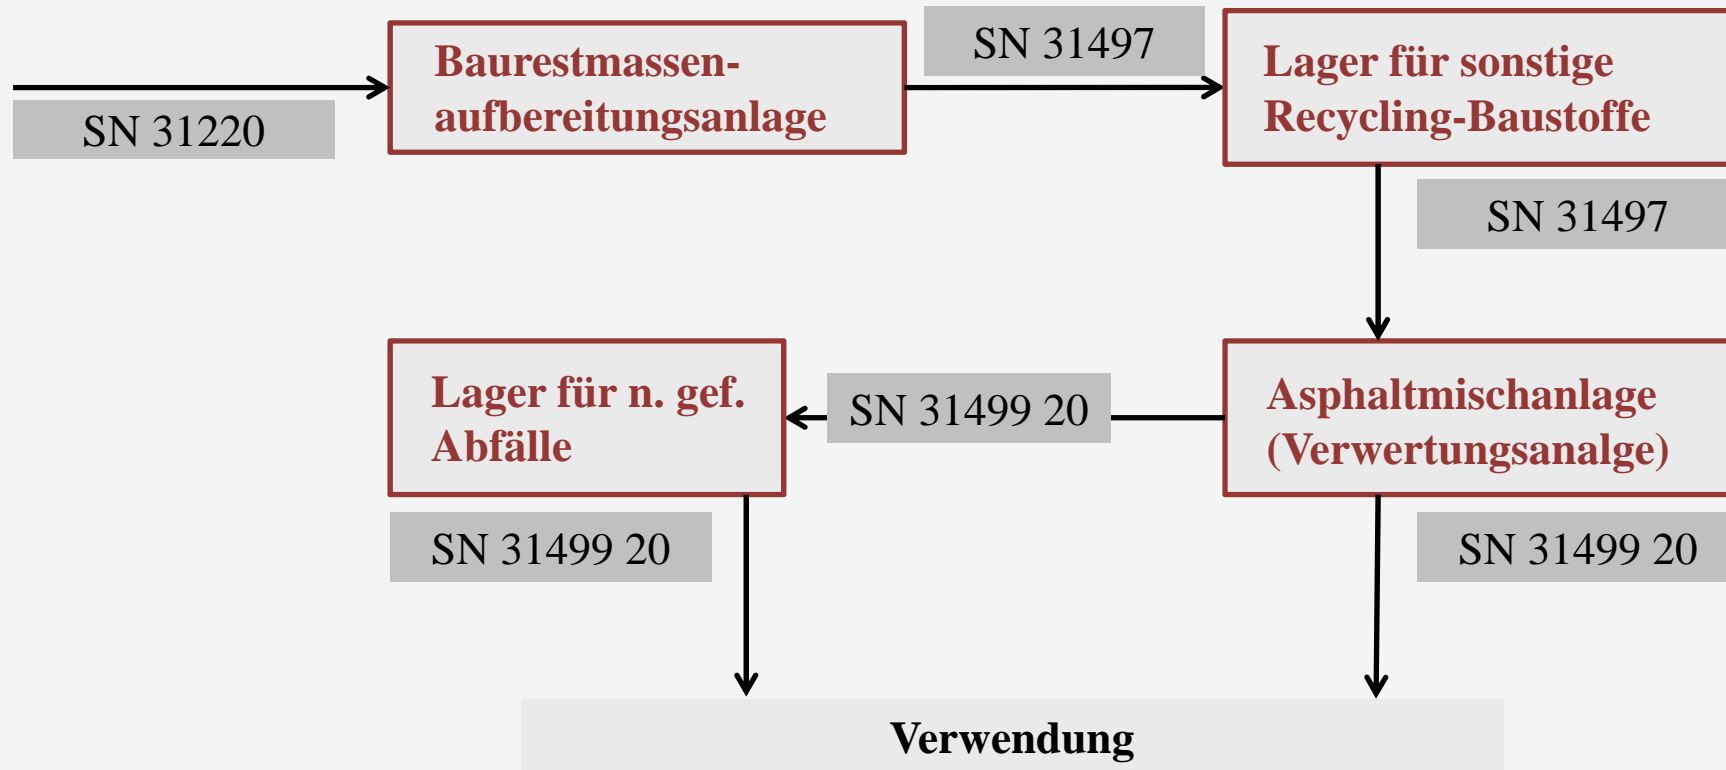 SN 31220
Baurestmassen-
aufbereitungsanlage
SN 31497
Lager für sonstige
Recycling-Baustoffe
SN 31497
Lager für n. gef.
Abfälle
SN 31499 20
Asphaltmischanlage
(Verwertungsanalge)
SN 31499 20
SN 31499 20
Verwendung